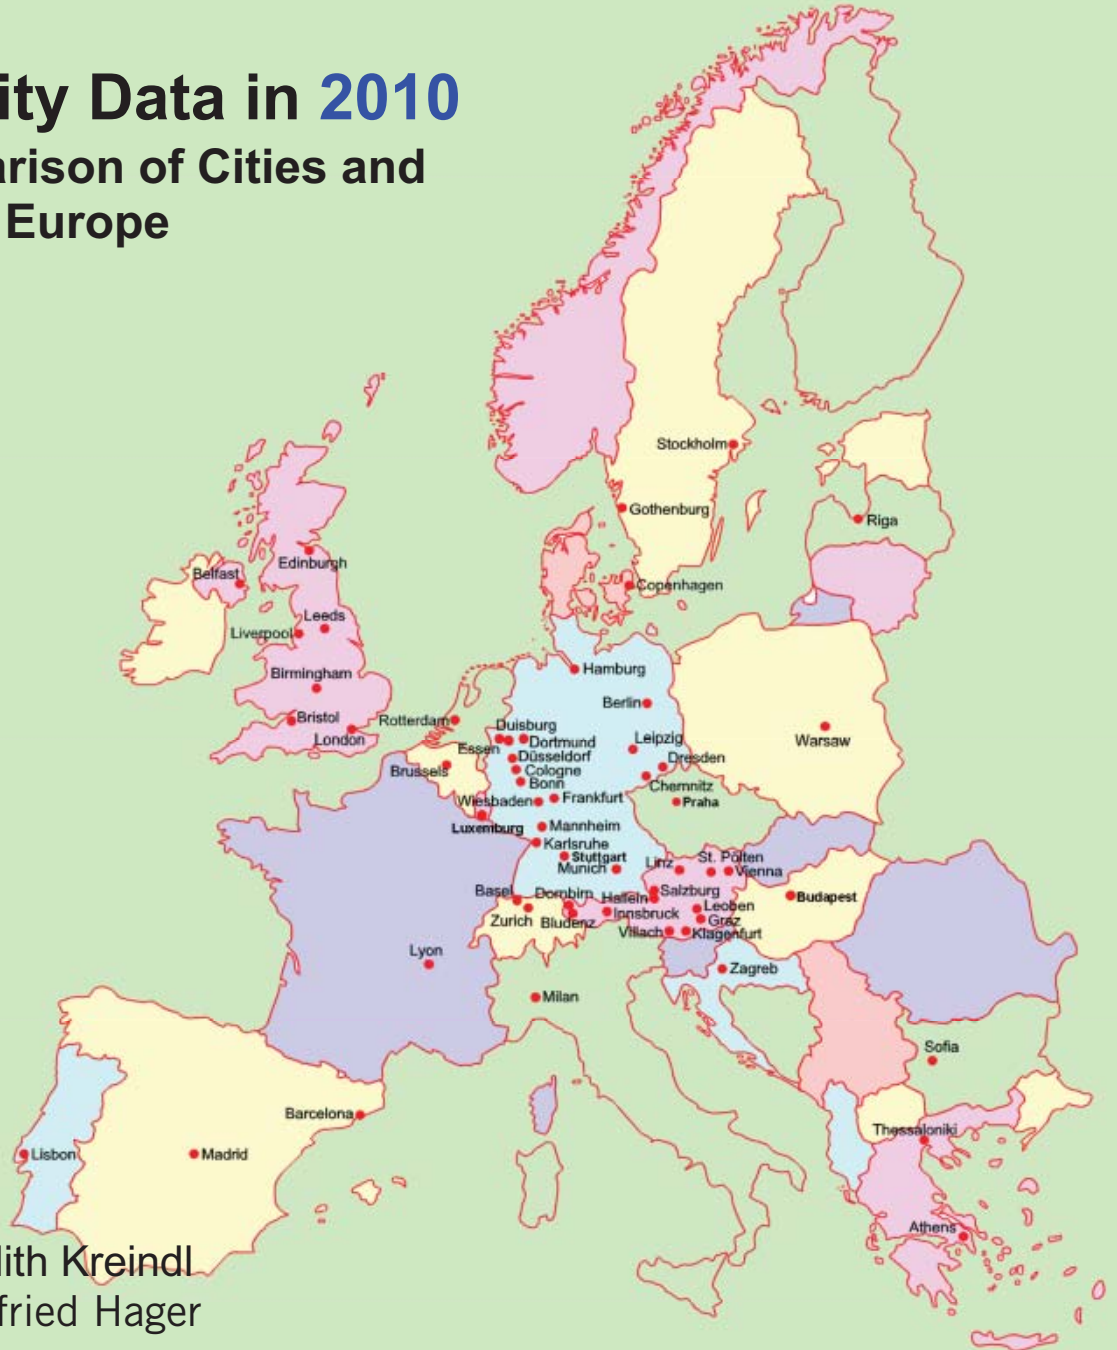 ity Data in 2010
arison of Cities and
Europe
Stockholm
Gothenburg
Riga
Edinburgh
Belfast
Copenhagen
Leeds
Liverpool
Hamburg
Birmingham
Berlin
Bristol
Rotterdam
Duisburg
London
Essen
Dortmund
Leipzig
Warsaw
Düsseldorf
Dresden
Brussels
Cologne
Bonn
Chemnitz
Wiesbaden
Frankfurt
Praha
Luxemburg
Mannheim
Karlsruhe
Stuttgart
Linz
St. Pölten
Munich
Vienna
Basel
Dornbirn
Hallein
Salzburg
Budapest
Zurich
Bludenz
Innsbruck
Leoben
Graz
Villach
Klagenfurt
Lyon
Zagreb
Milan
Sofia
Barcelona
Thessaloniki
Lisbon
Madrid
Athens
lith Kreindl
fried Hager